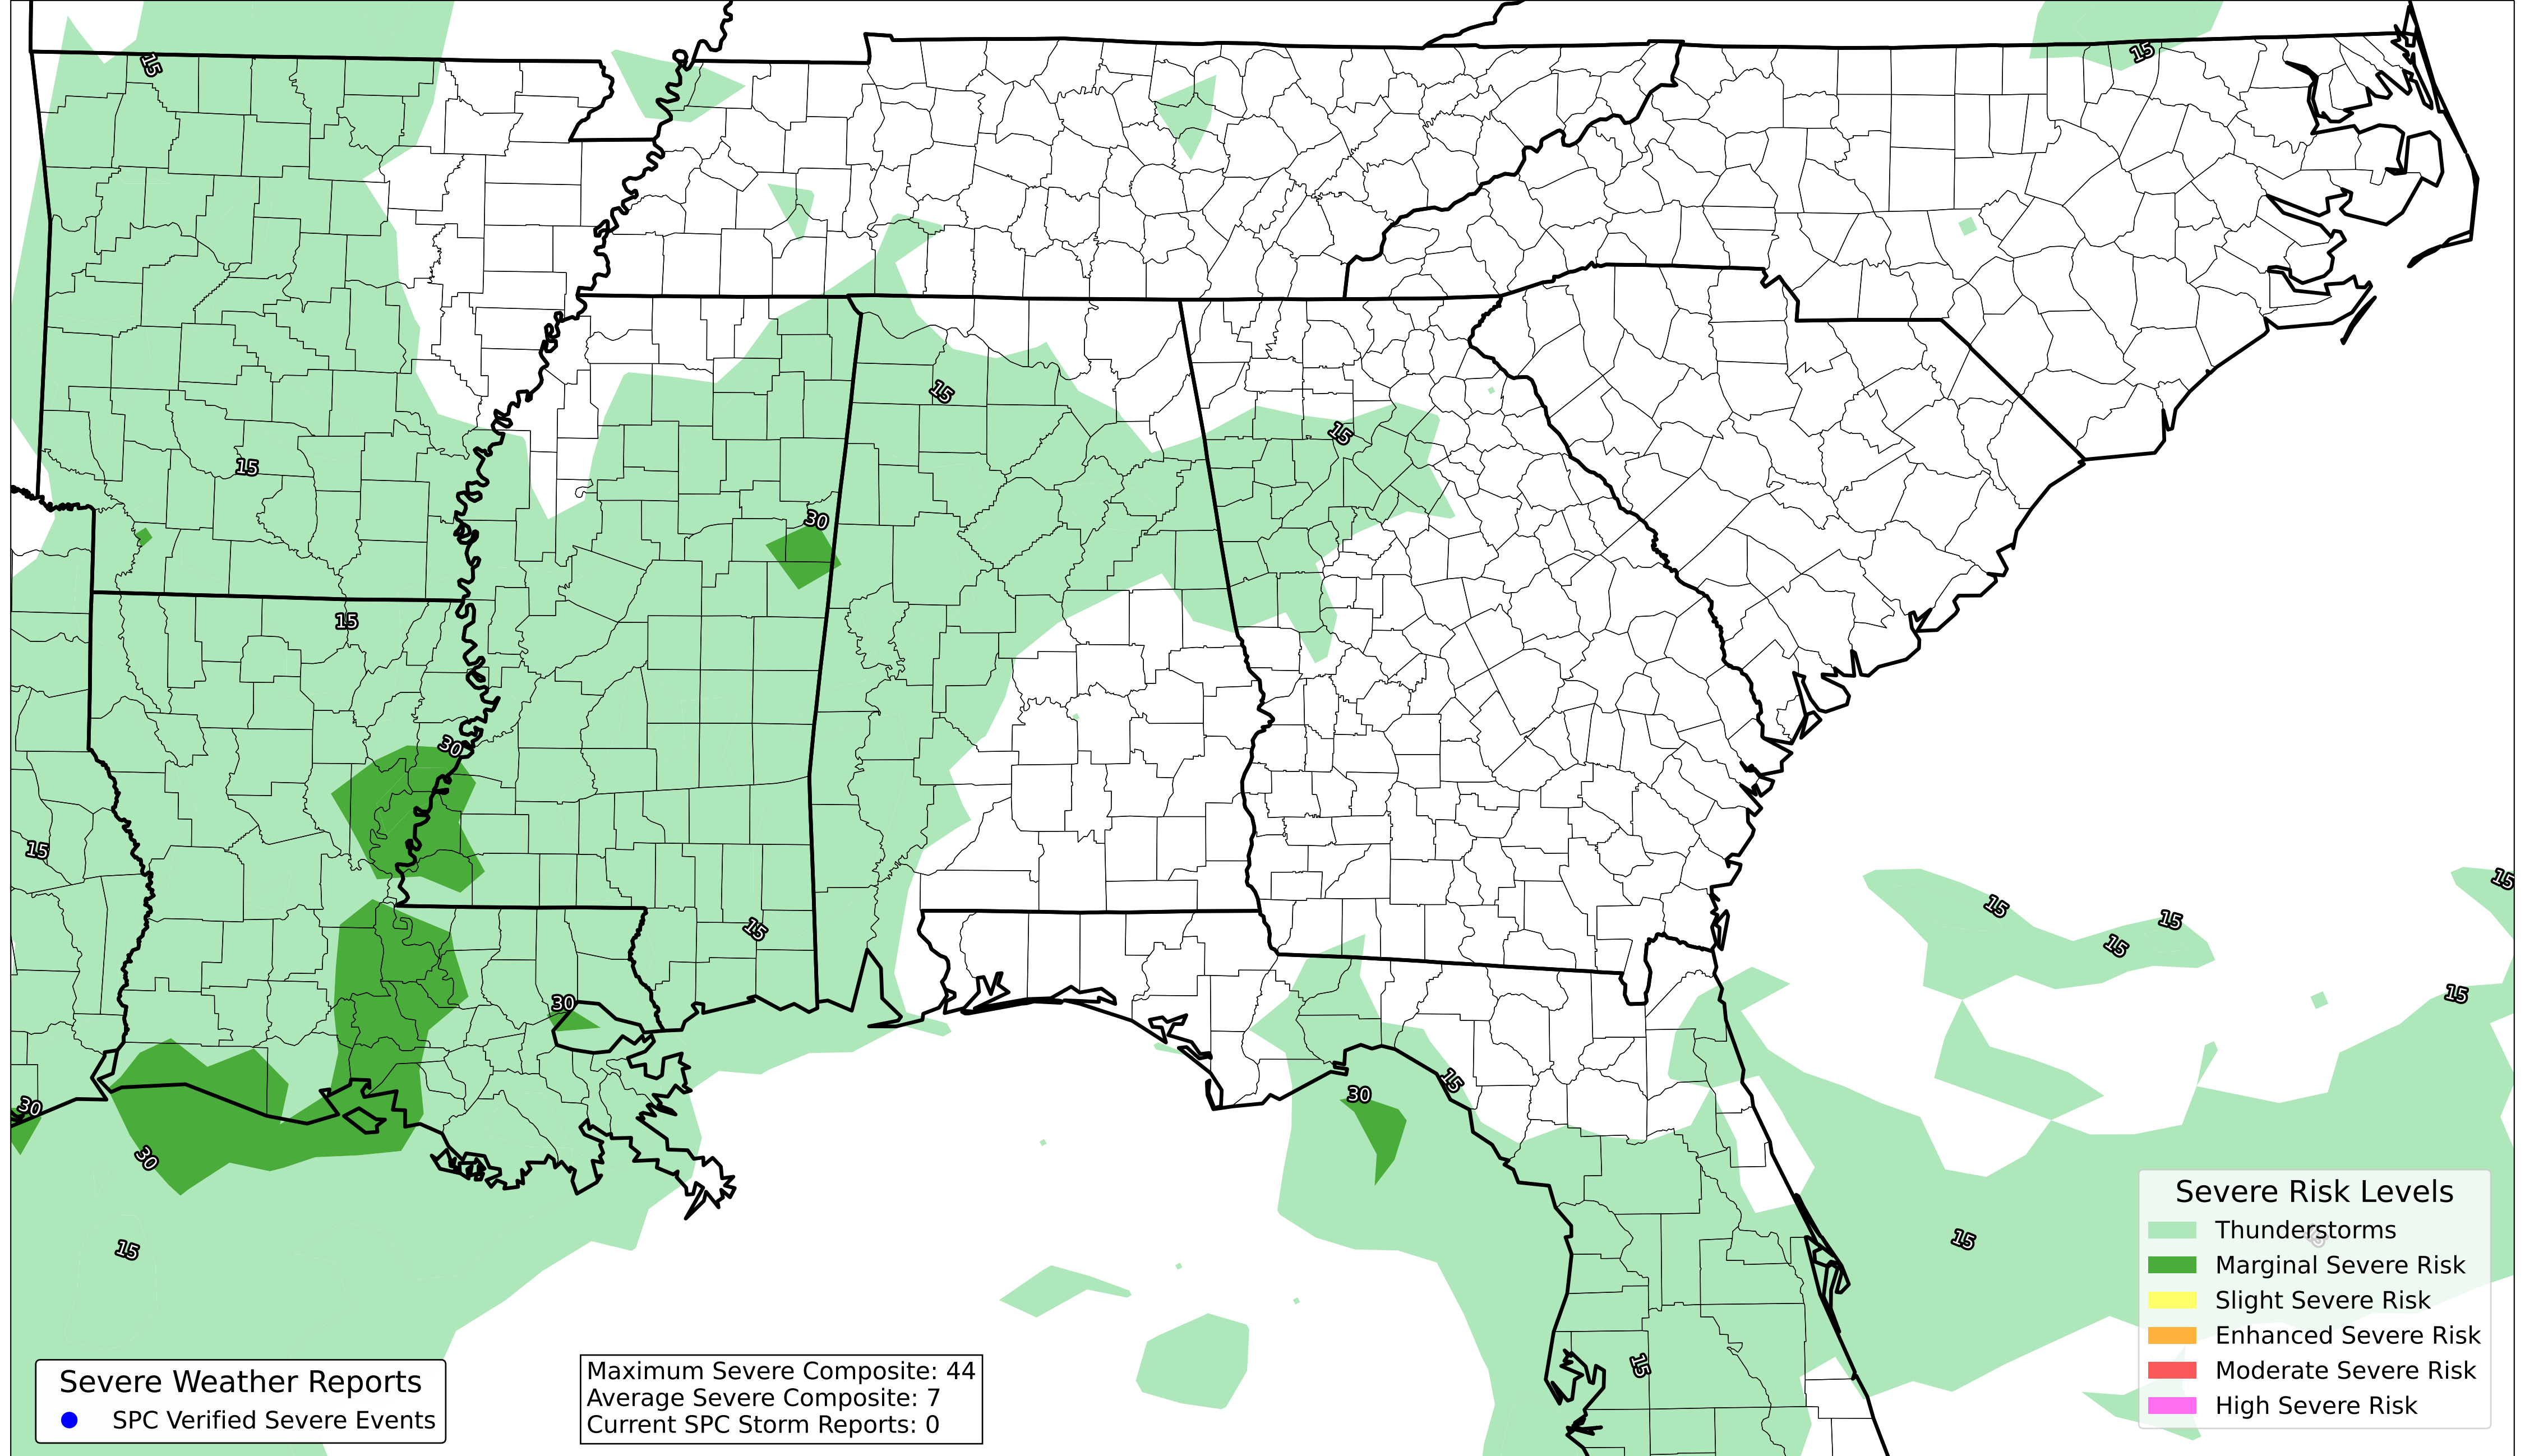 15
15
15
15
30
15
15
30
15
15
15
15
15
15
30
30
15
30
30
15
15
15
15
Severe Risk Levels
Thunderstorms
Marginal Severe Risk
Slight Severe Risk
Enhanced Severe Risk
Moderate Severe Risk
High Severe Risk
Severe Weather Reports
SPC Verified Severe Events
Maximum Severe Composite: 44
Average Severe Composite: 7
Current SPC Storm Reports: 0